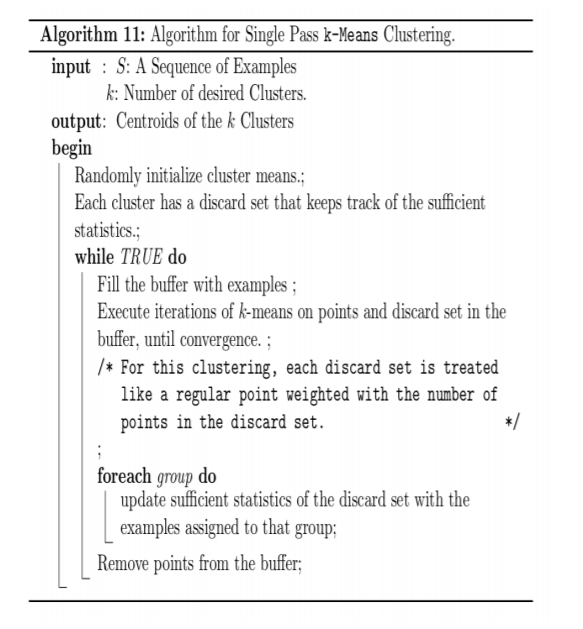 Algorithm 11: Algorithm for Single Pass k-Means Clustering.
input : S: A Sequence of Examples
k: Number of desired Clusters.
output: Centroids of the k Clusters
begin
Randomly initialize cluster means.;
Each cluster has a discard set that keeps track of the sufficient
statistics.;
while TRUE do
Fill the buffer with examples ;
Execute iterations of k-means on points and discard set in the
buffer, until convergence. ;
/* For this clustering, each discard set is treated
like a regular point weighted with the number of
points in the discard set. */
;
foreach group do
update sufficient statistics of the discard set with the
examples assigned to that group;
Remove points from the buffer;